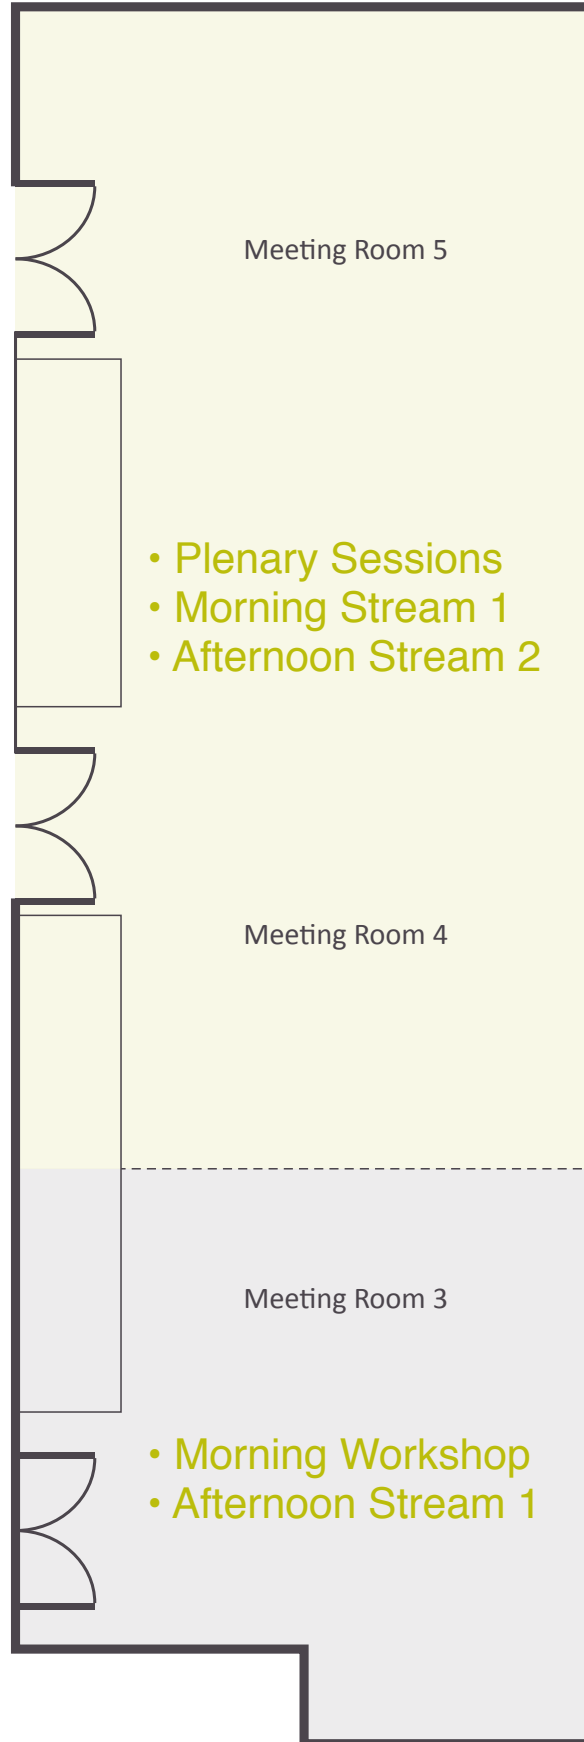 Meeting Room 5
• Plenary Sessions
• Morning Stream 1
• Afternoon Stream 2
Meeting Room 4
Meeting Room 3
• Morning Workshop
• Afternoon Stream 1